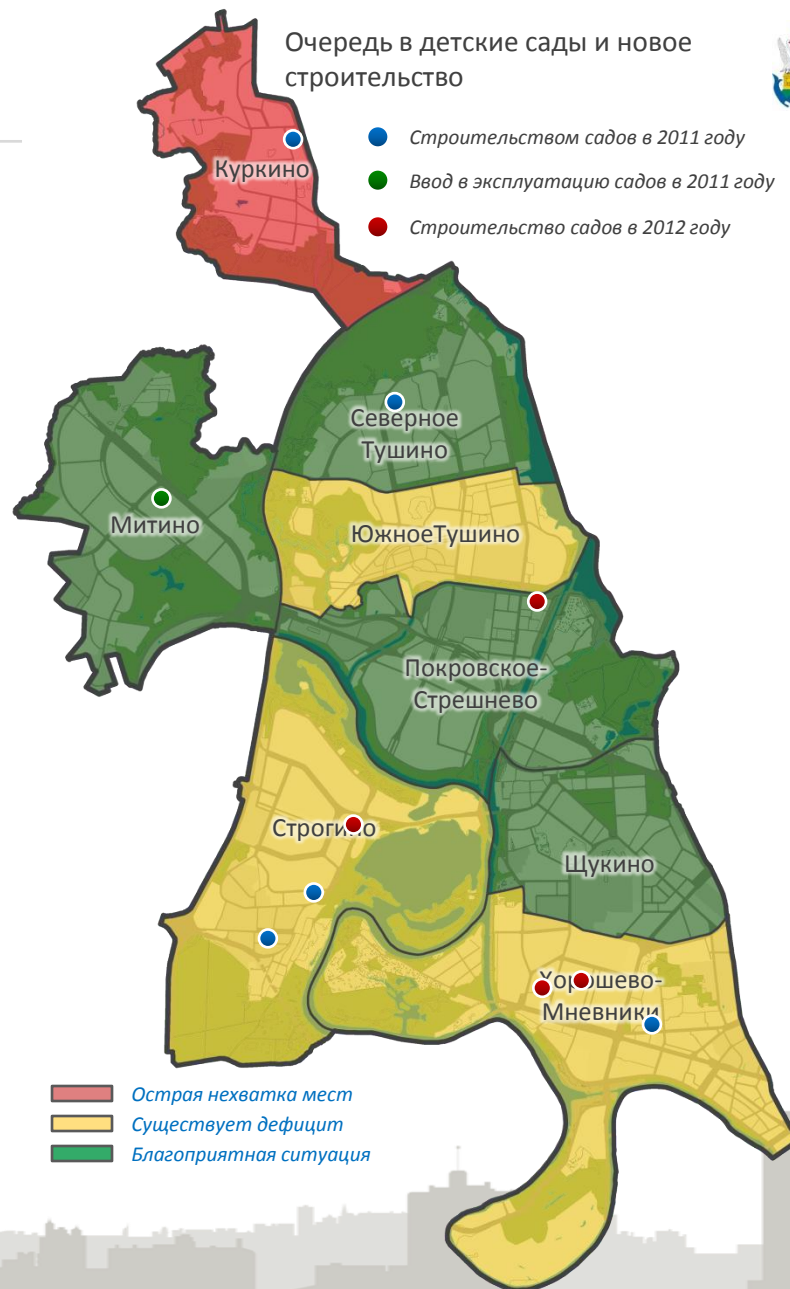 Очередь в детские сады и новое
строительство
Строительством садов в 2011 году
Ввод в эксплуатацию садов в 2011 году
Строительство садов в 2012 году
Куркино
Северное
Тушино
Митино
ЮжноеТушино
Покровское-
Стрешнево
Строгино
Щукино
Хорошево-
Мневники
Острая нехватка мест
Существует дефицит
Благоприятная ситуация